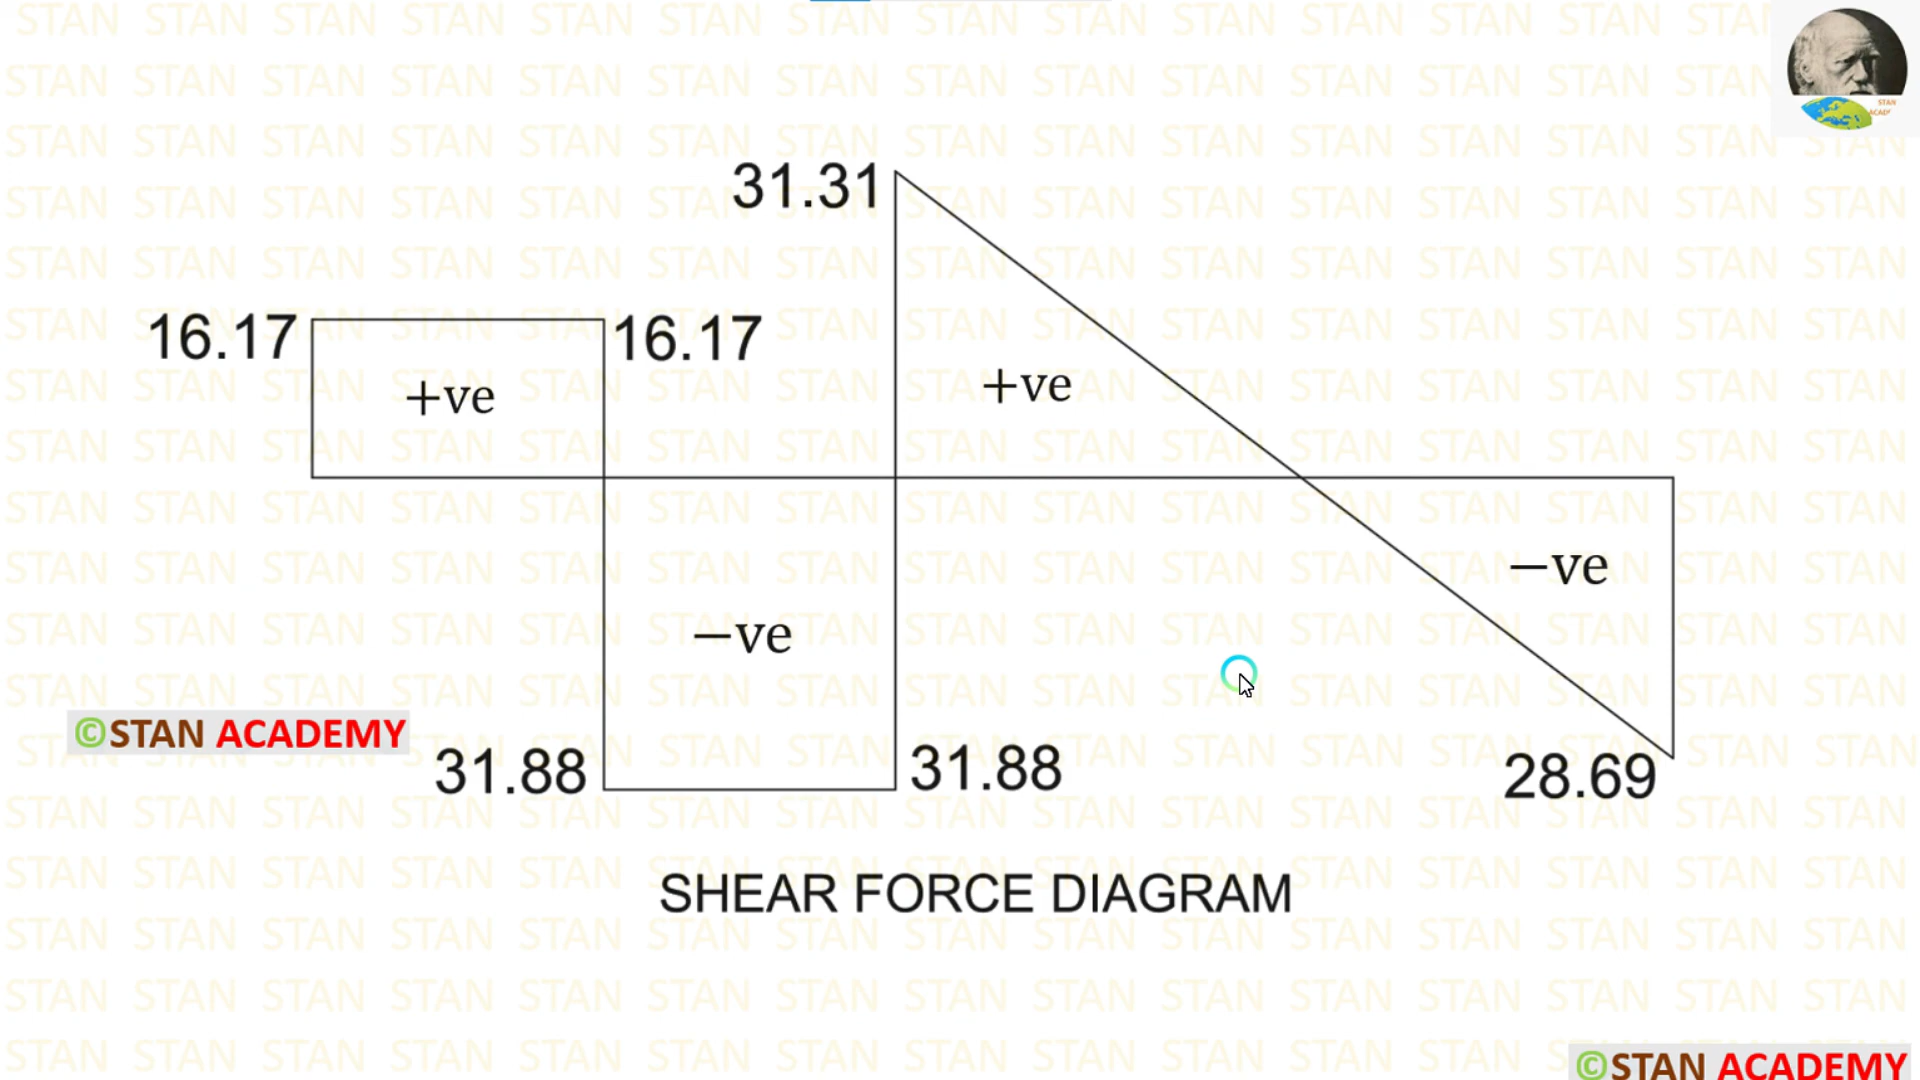 31.31
16.17
16.17
+ve
+ve
−ve
−ve
©STAN ACADEMY
31.88
31.88
28.69
SHEAR FORCE DIAGRAM
©STAN ACADEMY